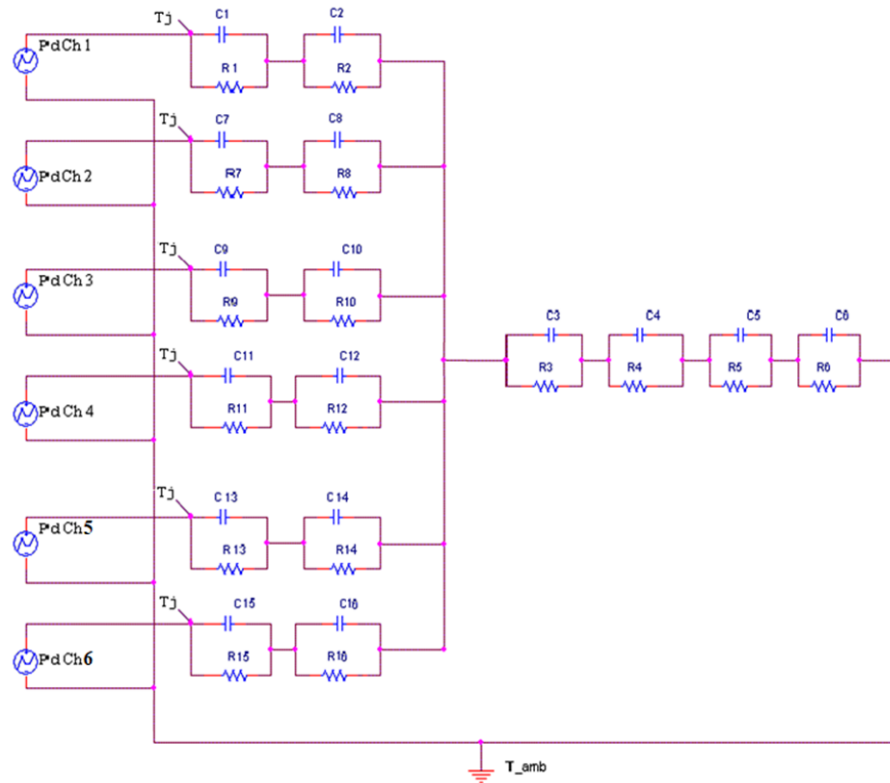 Tj
C1
C2
PdCh1
R1
R2
Tj
C7
C8
PdCh2
R7
R8
Tj
C9
C10
PdCh3
R9
R10
C3
C4
C5
C6
Tj
C11
C12
R3
R4
R5
R6
PdCh4
R11
R12
Tj
C13
C14
PdCh5
R13
R14
Tj
C15
C16
PdCh6
R15
R16
T_amb